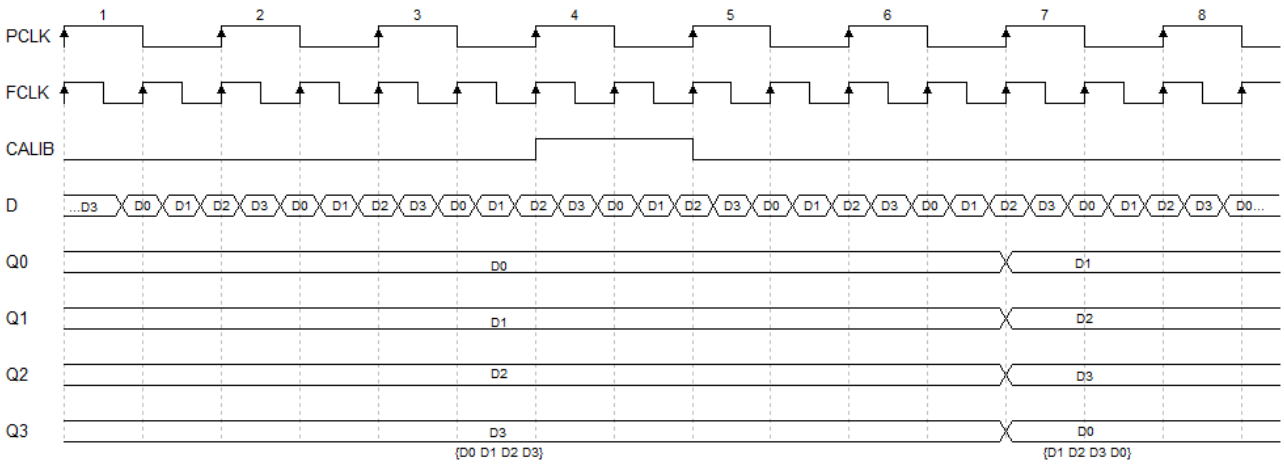 1 2 3 4 5 6 7 8
PCLK
FCLK
CALIB
D ...D3 D0 D1 D2 D3 D0 D1 D2 D3 D0 D1 D2 D3 D0 D1 D2 D3 D0 D1 D2 D3 D0 D1 D2 D3 D0 D1 D2 D3 D0...
Q0 D0 D1
Q1 D1 D2
Q2 D2 D3
Q3 D3 D0
{D0 D1 D2 D3} {D1 D2 D3 D0}